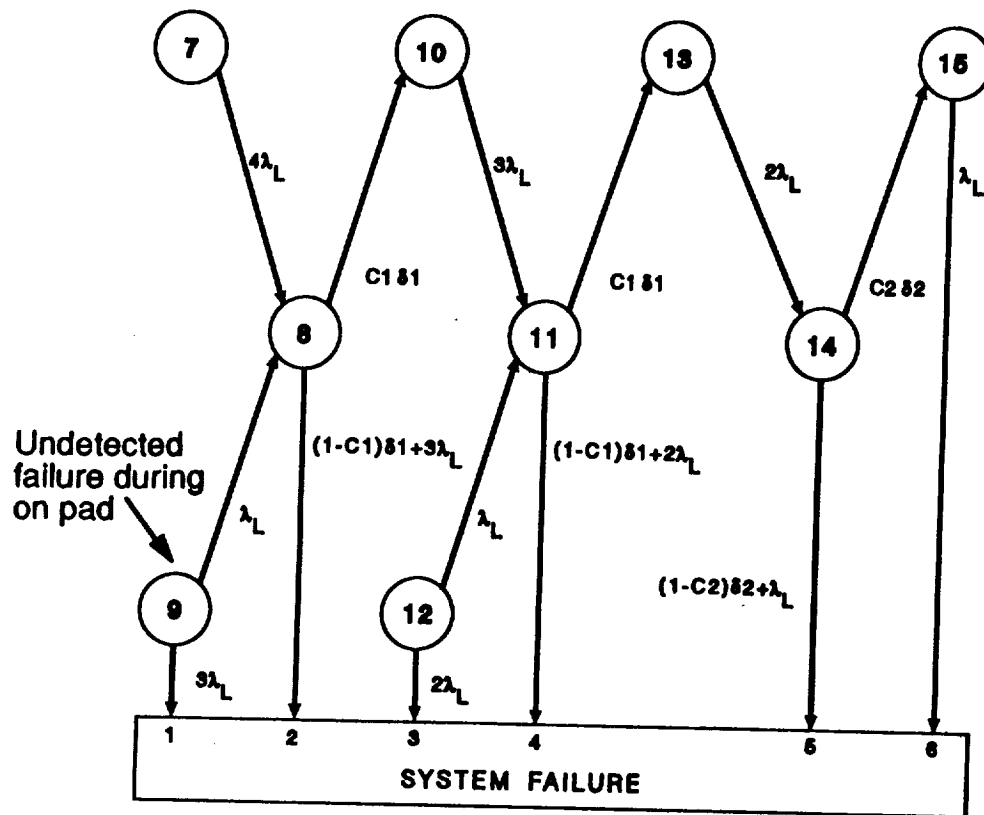 7
10
13
15
4λL
3λL
2λL
λL
C1 δ1
C1 δ1
C2 δ2
8
11
14
Undetected
failure during
on pad
(1-C1)δ1+3λL
(1-C1)δ1+2λL
λL
λL
(1-C2)δ2+λL
9
12
3λL
2λL
1
2
3
4
5
6
SYSTEM FAILURE